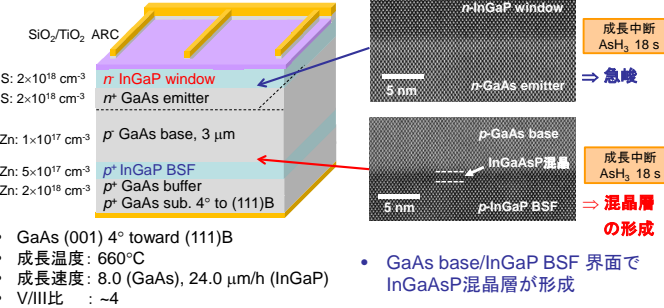 SiO₂/TiO₂ ARC
S: 2×10¹⁸ cm⁻³
n⁻ InGaP window
S: 2×10¹⁸ cm⁻³
n⁺ GaAs emitter
Zn: 1×10¹⁷ cm⁻³
p⁻ GaAs base, 3 μm
Zn: 5×10¹⁷ cm⁻³
p⁺ InGaP BSF
Zn: 2×10¹⁸ cm⁻³
p⁺ GaAs buffer
p⁺ GaAs sub. 4° to (111)B
n-InGaP window
5 nm
n-GaAs emitter
成長中断
AsH₃ 18 s
⇒ 急峻
p-GaAs base
InGaAsP混晶
5 nm
p-InGaP BSF
成長中断
AsH₃ 18 s
⇒ 混晶層
の形成
• GaAs (001) 4° toward (111)B
• 成長温度: 660°C
• 成長速度: 8.0 (GaAs), 24.0 μm/h (InGaP)
• V/III比 : ~4
• GaAs base/InGaP BSF 界面で
InGaAsP混晶層が形成